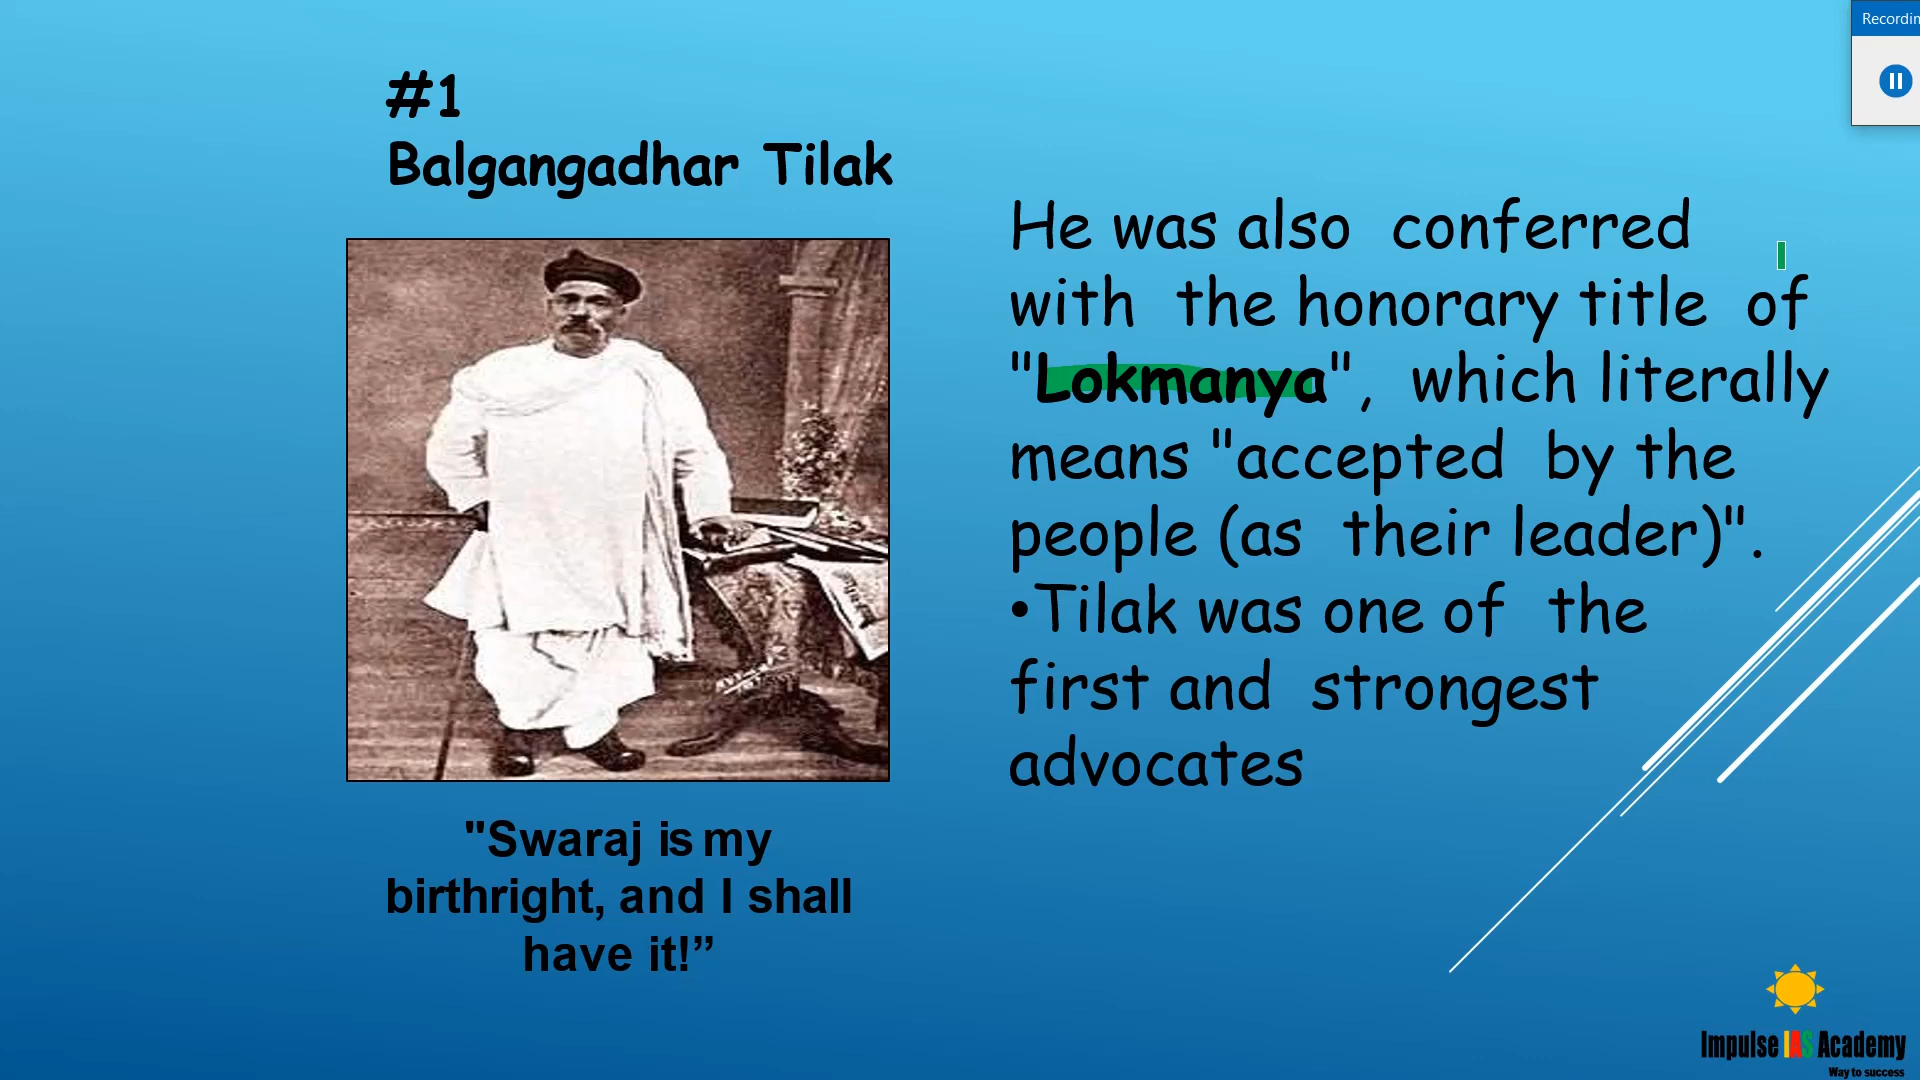 #1
Balgangadhar Tilak
"Swaraj is my
birthright, and I shall
have it!”
He was also conferred
with the honorary title of
"Lokmanya", which literally
means "accepted by the
people (as their leader)".
•Tilak was one of the
first and strongest
advocates
Recordin
Impulse IAS Academy
Way to success